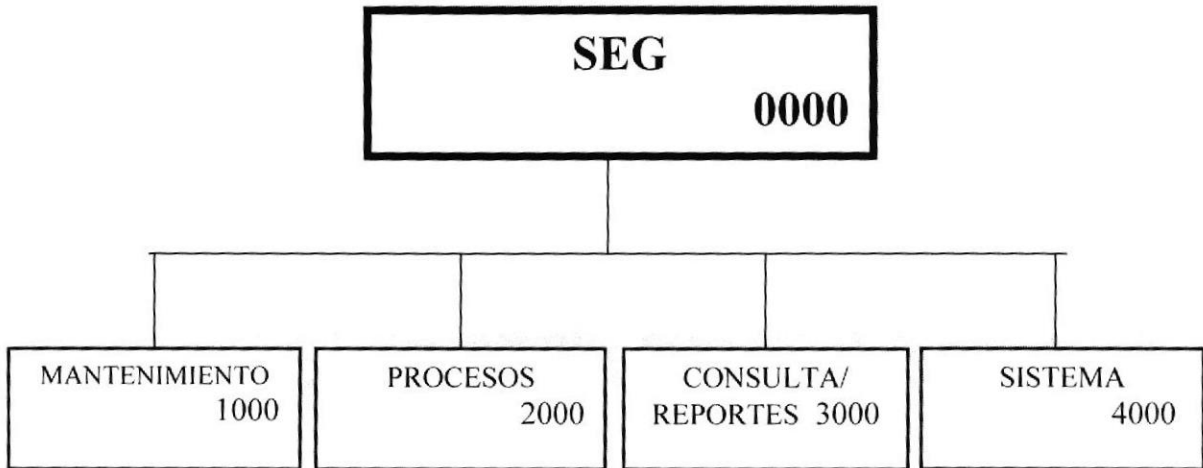 SEG
0000
MANTENIMIENTO
1000
PROCESOS
2000
CONSULTA/
REPORTES 3000
SISTEMA
4000